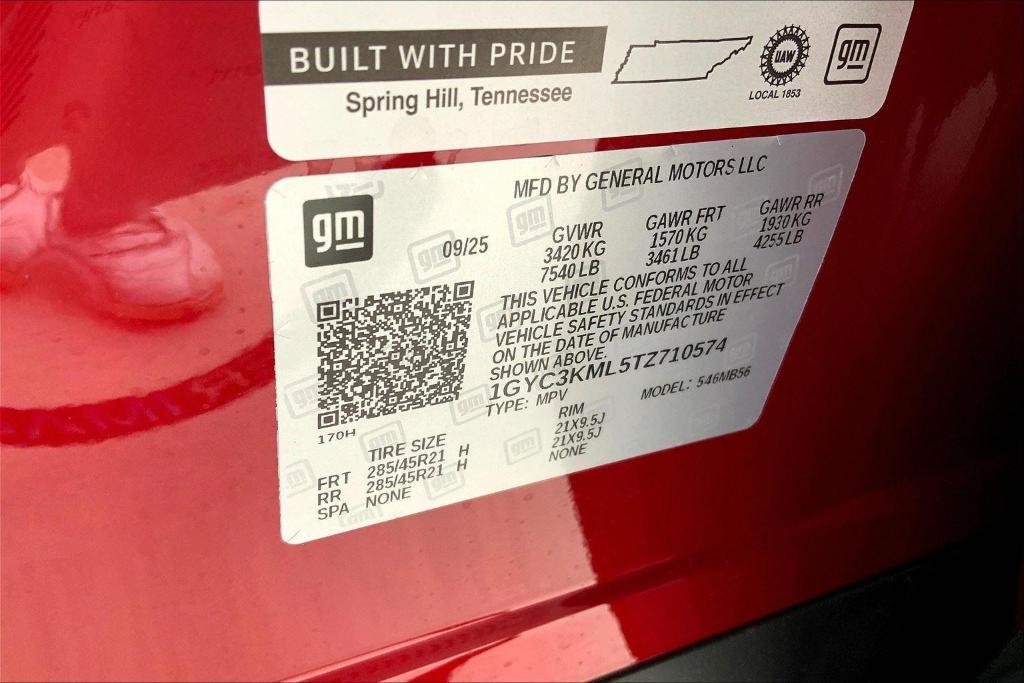 BUILT WITH PRIDE
Spring Hill, Tennessee
UAW
LOCAL 1853
gm
MFD BY GENERAL MOTORS LLC
gm
09/25
GVWR GAWR FRT GAWR RR
3420 KG 1570 KG 1930 KG
7540 LB 3461 LB 4255 LB
THIS VEHICLE CONFORMS TO ALL
APPLICABLE U.S. FEDERAL MOTOR
VEHICLE SAFETY STANDARDS IN EFFECT
ON THE DATE OF MANUFACTURE
SHOWN ABOVE.
1GYC3KML5TZ710574
TYPE: MPV MODEL: 546MB56
170H
TIRE SIZE RIM
FRT 285/45R21 H 21X9.5J
RR 285/45R21 H 21X9.5J
SPA NONE NONE